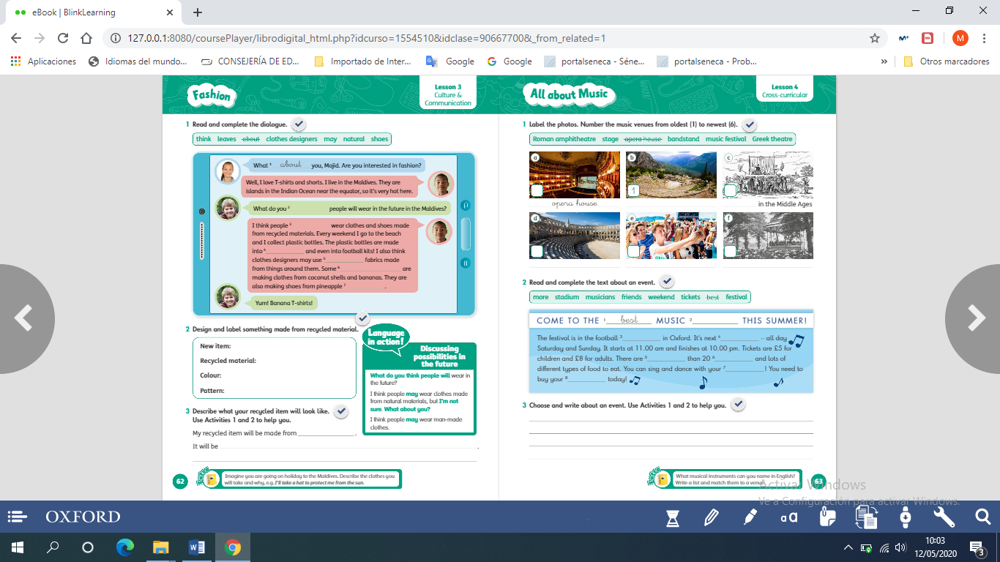 eBook | BlinkLearning
127.0.0.1:8080/coursePlayer/librodigital_html.php?idcurso=1554510&idclase=90667700&_from_related=1
M
Aplicaciones Idiomas del mundo... CONSEJERÍA DE ED... Importado de Inter... Google Google portalseneca - Séne... portalseneca - Prob... » Otros marcadores
Fashion
Lesson 3
Culture &
Communication
1 Read and complete the dialogue.
think leaves about clothes designers may natural shoes
What 1 about you, Majid. Are you interested in fashion?
Well, I love T-shirts and shorts. I live in the Maldives. They are
islands in the Indian Ocean near the equator, so it's very hot here.
What do you 2 ____ people will wear in the future in the Maldives?
I think people 3 ____ wear clothes and shoes made
from recycled materials. Every weekend I go to the beach
and I collect plastic bottles. The plastic bottles are made
into 4 ____ and even into football kits! I also think
clothes designers may use 5 ____ fabrics made
from things around them. Some 6 ____ are
making clothes from coconut shells and bananas. They are
also making shoes from pineapple 7 ____ .
Yum! Banana T-shirts!
2 Design and label something made from recycled material.
New item:
Recycled material:
Colour:
Pattern:
Language
in action!
Discussing
possibilities in
the future
What do you think people will wear in
the future?
I think people may wear clothes made
from natural materials, but I'm not
sure. What about you?
I think people may wear man-made
clothes.
3 Describe what your recycled item will look like.
Use Activities 1 and 2 to help you.
My recycled item will be made from ____ .
It will be ____ .
62
Imagine you are going on holiday to the Maldives. Describe the clothes you
will take and why, e.g. I'll take a hat to protect me from the sun.
All about Music
Lesson 4
Cross-curricular
1 Label the photos. Number the music venues from oldest (1) to newest (6).
Roman amphitheatre stage opera house bandstand music festival Greek theatre
a b c
1
opera house
in the Middle Ages
d e f
2 Read and complete the text about an event.
more stadium musicians friends weekend tickets best festival
COME TO THE 1 best MUSIC 2 ____ THIS SUMMER!
The festival is in the football 3 ____ in Oxford. It's next 4 ____ – all day
Saturday and Sunday. It starts at 11.00 am and finishes at 10.00 pm. Tickets are £5 for
children and £8 for adults. There are 5 ____ than 20 6 ____ and lots of
different types of food to eat. You can sing and dance with your 7 ____ ! You need to
buy your 8 ____ today!
3 Choose and write about an event. Use Activities 1 and 2 to help you.
What musical instruments can you name in English?
Write a list and match them to a venue.
63
Activar Windows
Ve a Configuración para activar Windows.
OXFORD
a a
10:03
12/05/2020
3